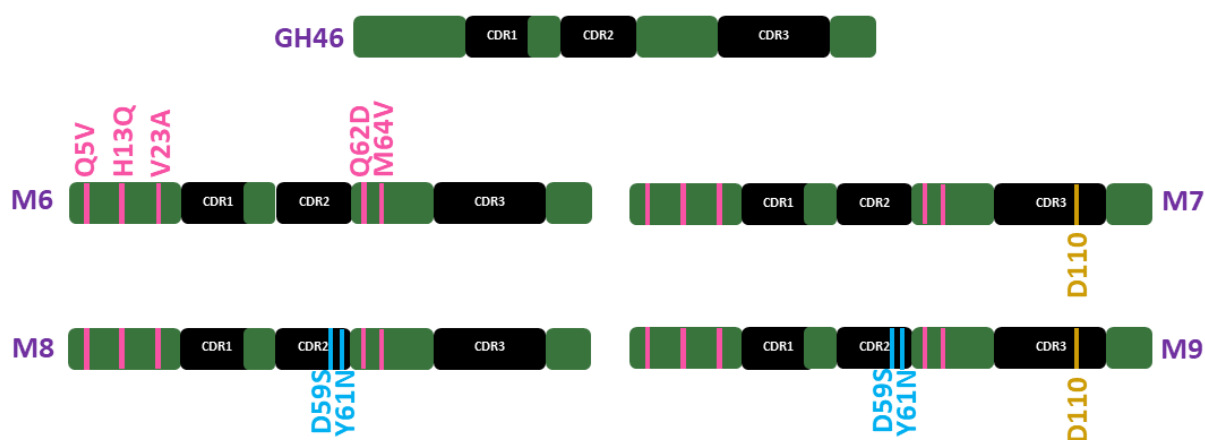 GH46
CDR1 CDR2 CDR3
Q5V H13Q V23A Q62D M64V
M6 CDR1 CDR2 CDR3
CDR1 CDR2 CDR3 M7
D110
M8 CDR1 CDR2 CDR3
D59S Y61N
CDR1 CDR2 CDR3 M9
D59S Y61N D110